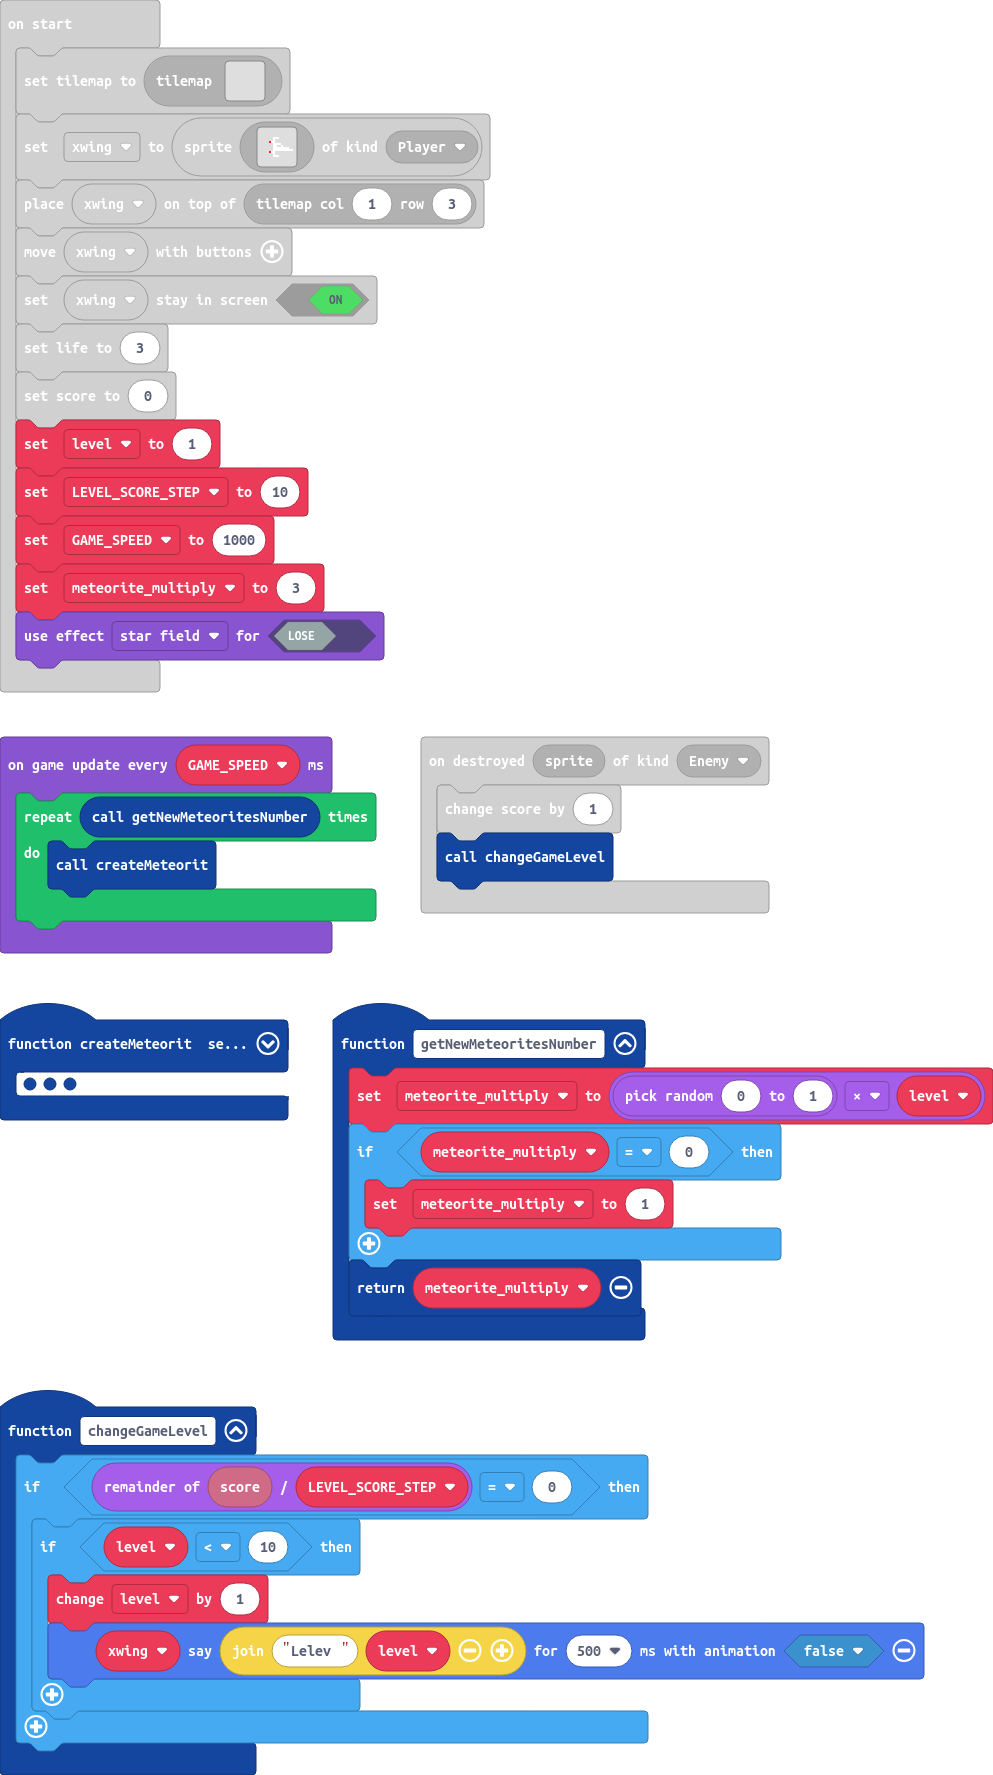 on start
set tilemap to tilemap
set xwing to sprite of kind Player
place xwing on top of tilemap col 1 row 3
move xwing with buttons
set xwing stay in screen ON
set life to 3
set score to 0
set level to 1
set LEVEL_SCORE_STEP to 10
set GAME_SPEED to 1000
set meteorite_multiply to 3
use effect star field for LOSE
on game update every GAME_SPEED ms
repeat call getNewMeteoritesNumber times
do call createMeteorit
on destroyed sprite of kind Enemy
change score by 1
call changeGameLevel
function createMeteorit se...
function getNewMeteoritesNumber
set meteorite_multiply to pick random 0 to 1 × level
if meteorite_multiply = 0 then
set meteorite_multiply to 1
return meteorite_multiply
function changeGameLevel
if remainder of score / LEVEL_SCORE_STEP = 0 then
if level < 10 then
change level by 1
xwing say join "Lelev " level for 500 ms with animation false